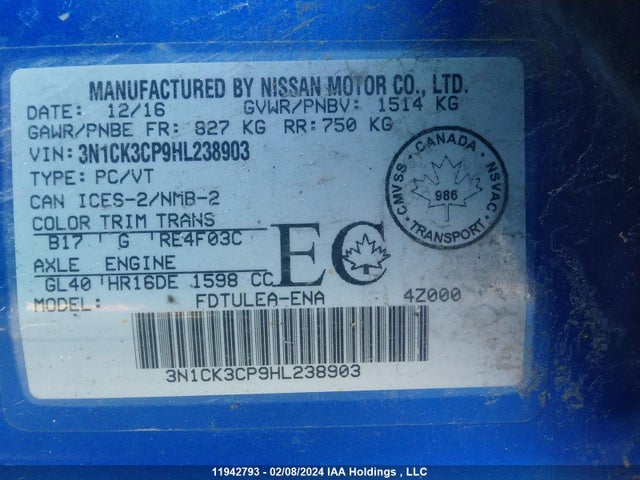 MANUFACTURED BY NISSAN MOTOR CO., LTD.
DATE: 12/16 GVWR/PNBV: 1514 KG
GAWR/PNBE FR: 827 KG RR: 750 KG
VIN: 3N1CK3CP9HL238903
TYPE: PC/VT
CAN ICES-2/NMB-2
COLOR TRIM TRANS
B17 G RE4F03C
AXLE ENGINE
GL40 HR16DE 1598 CC
EC
CANADA
CMVSS NSVAC
986
TRANSPORT
MODEL: FDTULEA-ENA 4Z000
3N1CK3CP9HL238903
11942793 - 02/08/2024 IAA Holdings , LLC